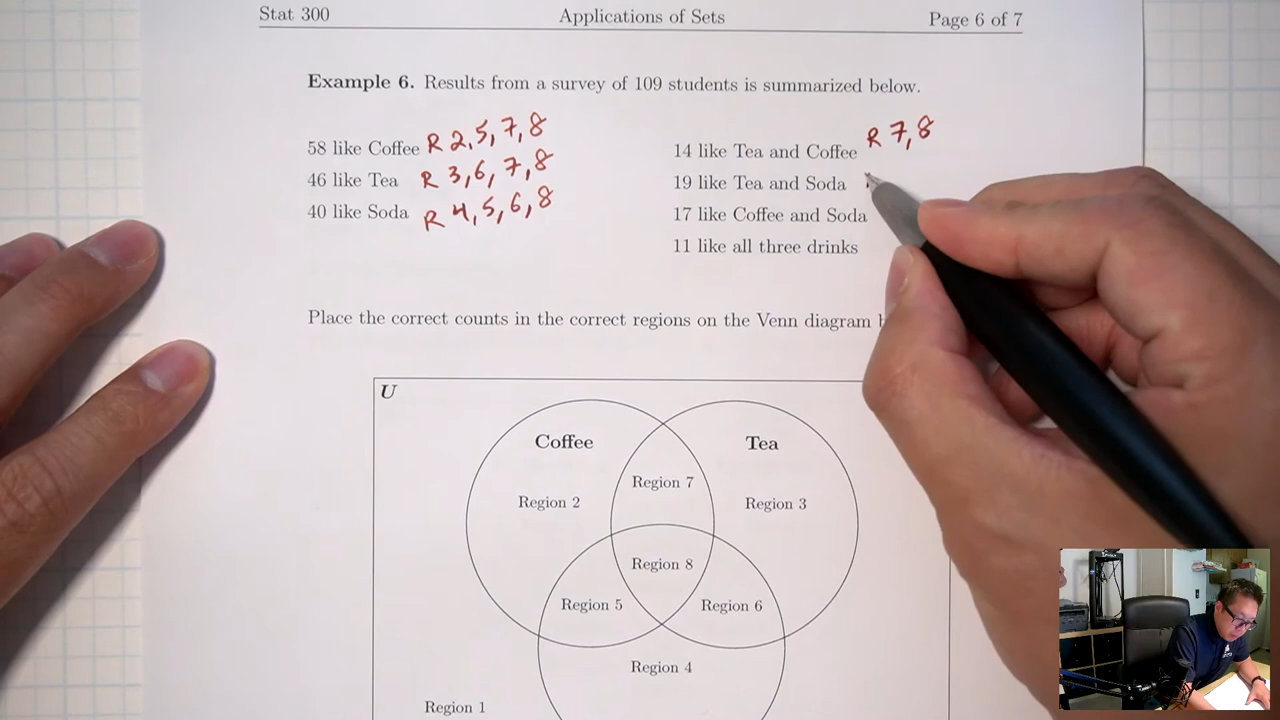 Stat 300 Applications of Sets Page 6 of 7
Example 6. Results from a survey of 109 students is summarized below.
58 like Coffee R 2,5,7,8
46 like Tea R 3,6,7,8
40 like Soda R 4,5,6,8
14 like Tea and Coffee R 7,8
19 like Tea and Soda
17 like Coffee and Soda
11 like all three drinks
Place the correct counts in the correct regions on the Venn diagram
U
Coffee Tea
Region 7
Region 2 Region 3
Region 8
Region 5 Region 6
Region 4
Region 1